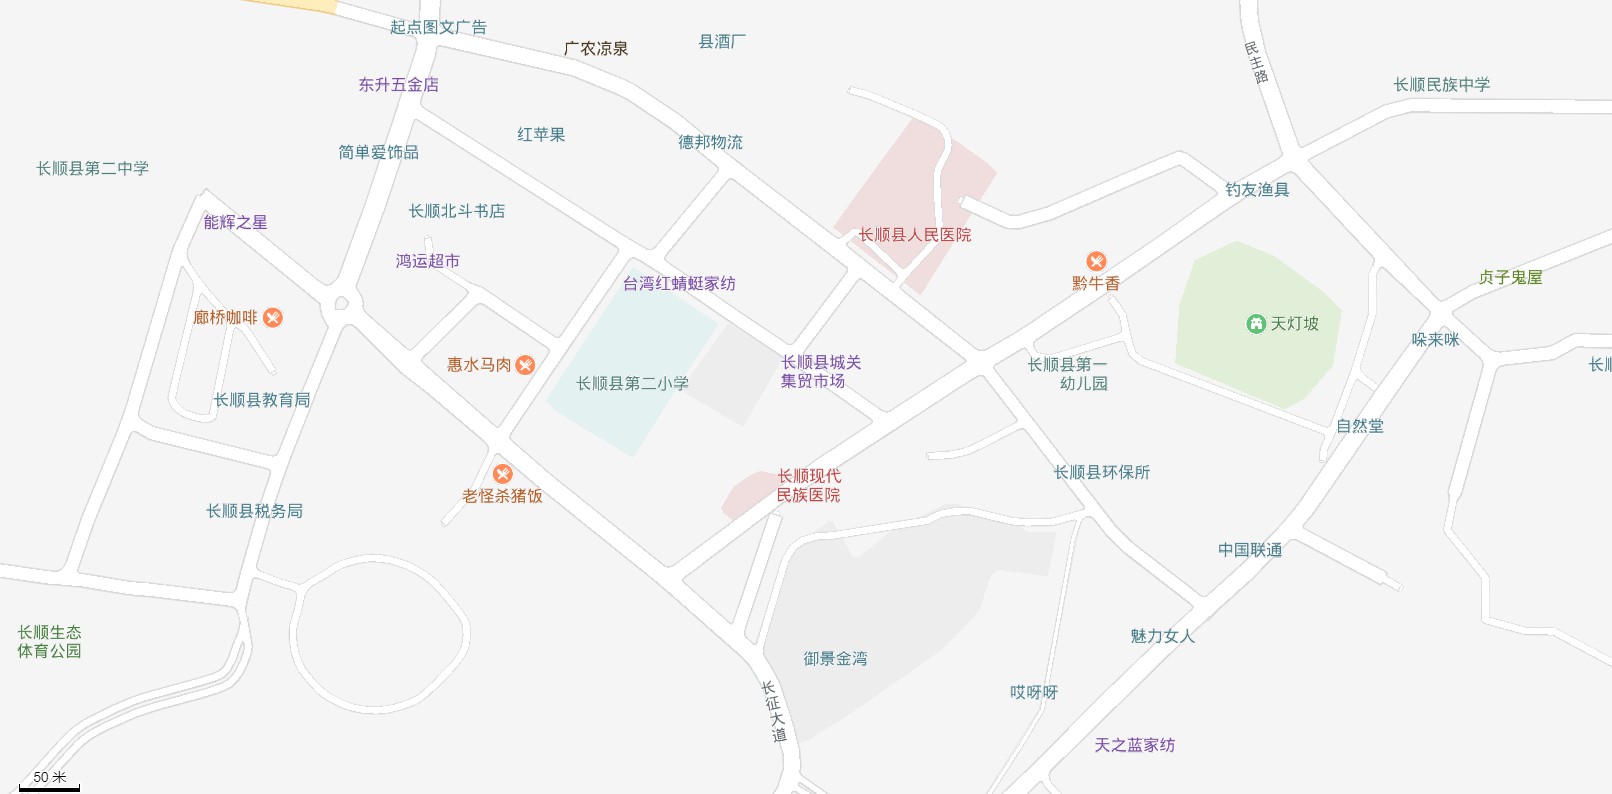 起点图文广告
广农凉泉
县酒厂
民主路
东升五金店
长顺民族中学
红苹果
德邦物流
简单爱饰品
长顺县第二中学
钓友渔具
长顺北斗书店
能辉之星
长顺县人民医院
鸿运超市
台湾红蜻蜓家纺
黔牛香
贞子鬼屋
廊桥咖啡
天灯坡
哆来咪
惠水马肉
长顺县第二小学
长顺县城关
集贸市场
长顺县第一
幼儿园
长顺
长顺县教育局
自然堂
长顺现代
民族医院
长顺县环保所
老怪杀猪饭
长顺县税务局
中国联通
长顺生态
体育公园
魅力女人
御景金湾
哎呀呀
长征大道
天之蓝家纺
50 米